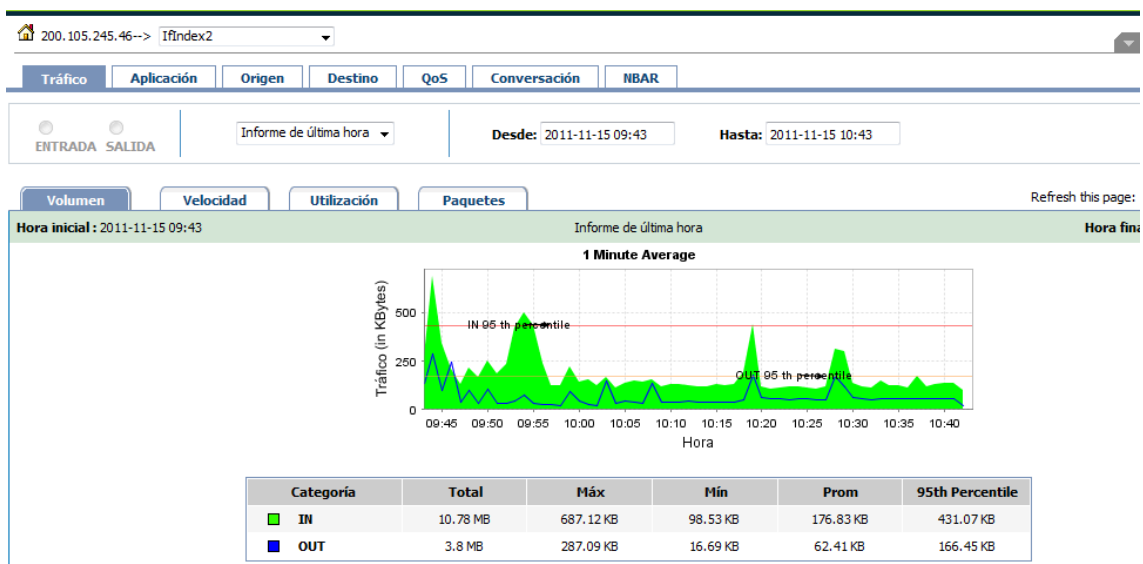 200.105.245.46--> IfIndex2
Tráfico Aplicación Origen Destino QoS Conversación NBAR
ENTRADA SALIDA Informe de última hora Desde: 2011-11-15 09:43 Hasta: 2011-11-15 10:43
Volumen Velocidad Utilización Paquetes Refresh this page:
Hora inicial : 2011-11-15 09:43 Informe de última hora Hora fina
1 Minute Average
Tráfico (in KBytes)
500
IN 95 th percentile
250
OUT 95 th percentile
0
09:45 09:50 09:55 10:00 10:05 10:10 10:15 10:20 10:25 10:30 10:35 10:40
Hora
Categoría Total Máx Mín Prom 95th Percentile
IN 10.78 MB 687.12 KB 98.53 KB 176.83 KB 431.07 KB
OUT 3.8 MB 287.09 KB 16.69 KB 62.41 KB 166.45 KB